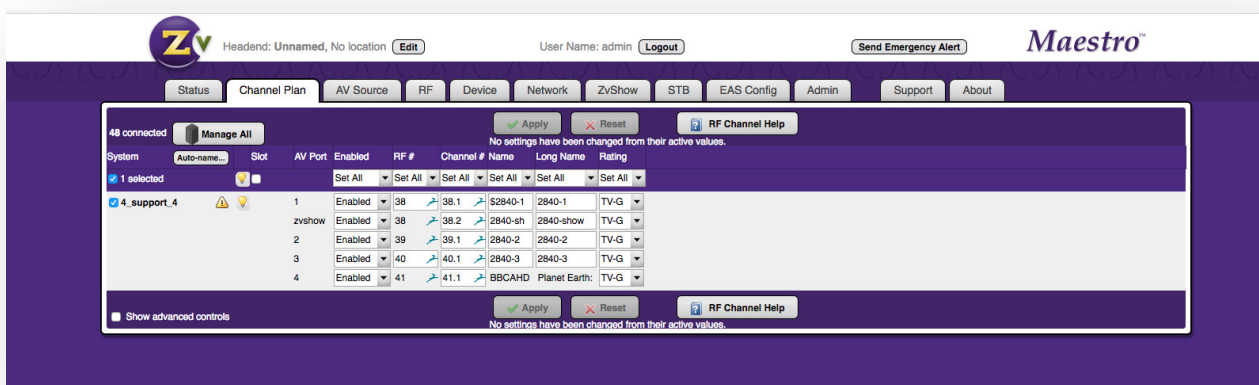 Zv Headend: Unnamed, No location Edit User Name: admin Logout Send Emergency Alert Maestro™
Status Channel Plan AV Source RF Device Network ZvShow STB EAS Config Admin Support About
48 connected Manage All Apply Reset RF Channel Help
No settings have been changed from their active values.
System Auto-name... Slot AV Port Enabled RF # Channel # Name Long Name Rating
1 selected Set All Set All Set All Set All Set All Set All
4_support_4 1 Enabled 38 38.1 $2840-1 2840-1 TV-G
zvshow Enabled 38 38.2 2840-sh 2840-show TV-G
2 Enabled 39 39.1 2840-2 2840-2 TV-G
3 Enabled 40 40.1 2840-3 2840-3 TV-G
4 Enabled 41 41.1 BBCAHD Planet Earth: TV-G
Show advanced controls Apply Reset RF Channel Help
No settings have been changed from their active values.